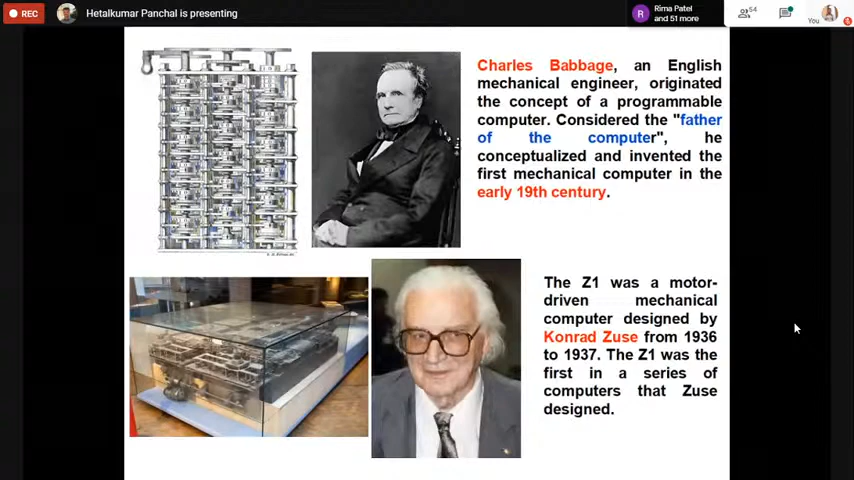 REC
Hetalkumar Panchal is presenting
R
Rima Patel
and 51 more
54
You
Charles Babbage, an English
mechanical engineer, originated
the concept of a programmable
computer. Considered the "father
of the computer", he
conceptualized and invented the
first mechanical computer in the
early 19th century.
The Z1 was a motor-
driven mechanical
computer designed by
Konrad Zuse from 1936
to 1937. The Z1 was the
first in a series of
computers that Zuse
designed.